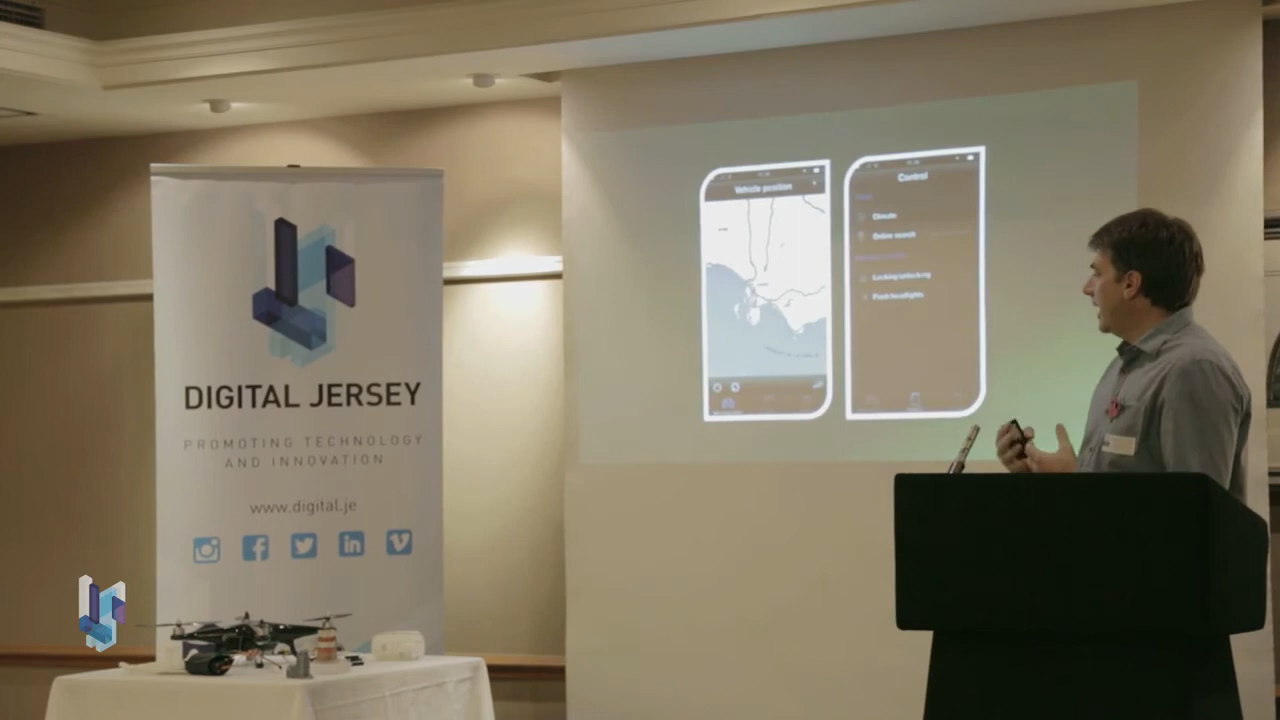 DIGITAL JERSEY
PROMOTING TECHNOLOGY
AND INNOVATION
www.digital.je
Vehicle position
Control
Climate
Online search
Locking/unlocking
Flash headlights